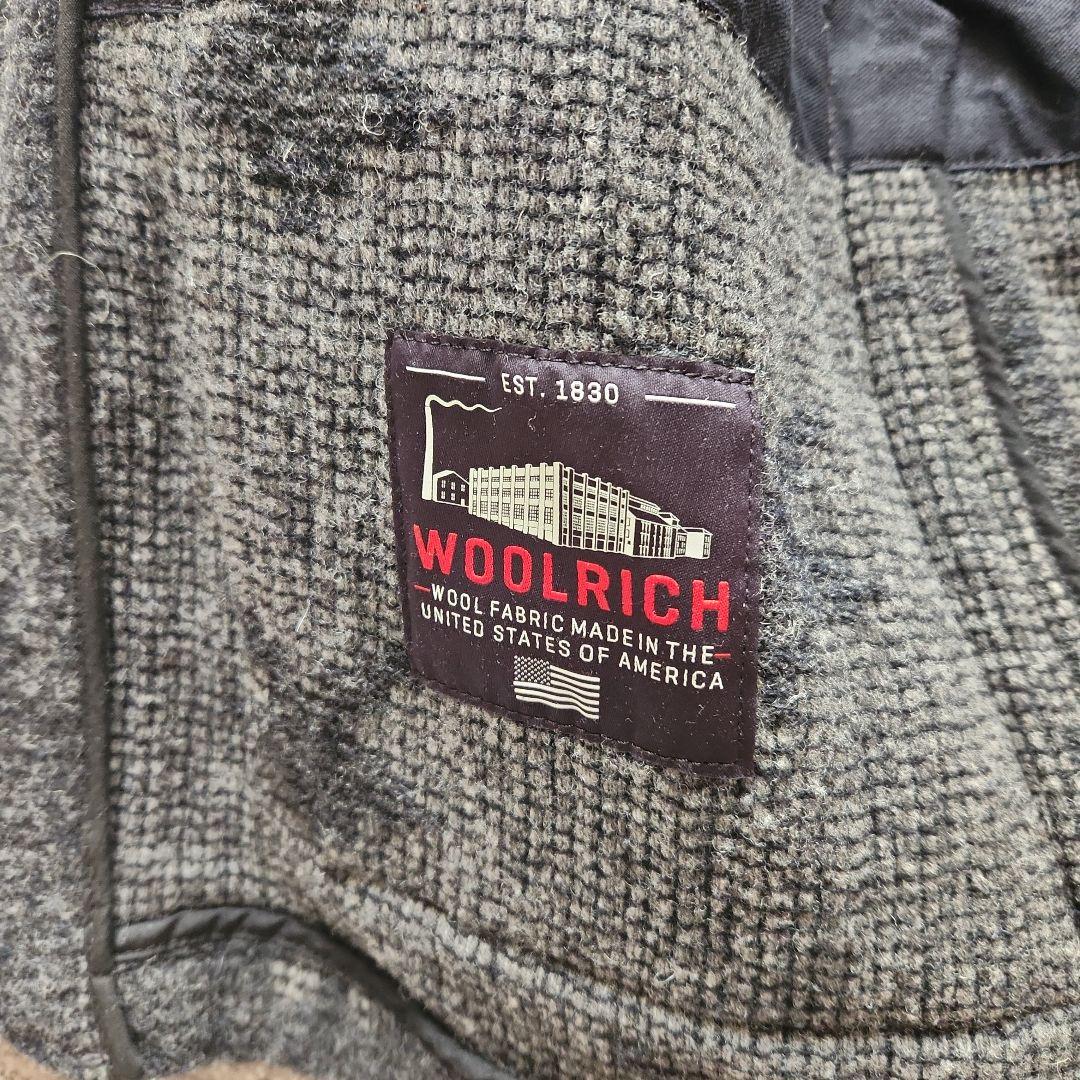 EST. 1830
WOOLRICH
WOOL FABRIC MADE IN THE
UNITED STATES OF AMERICA